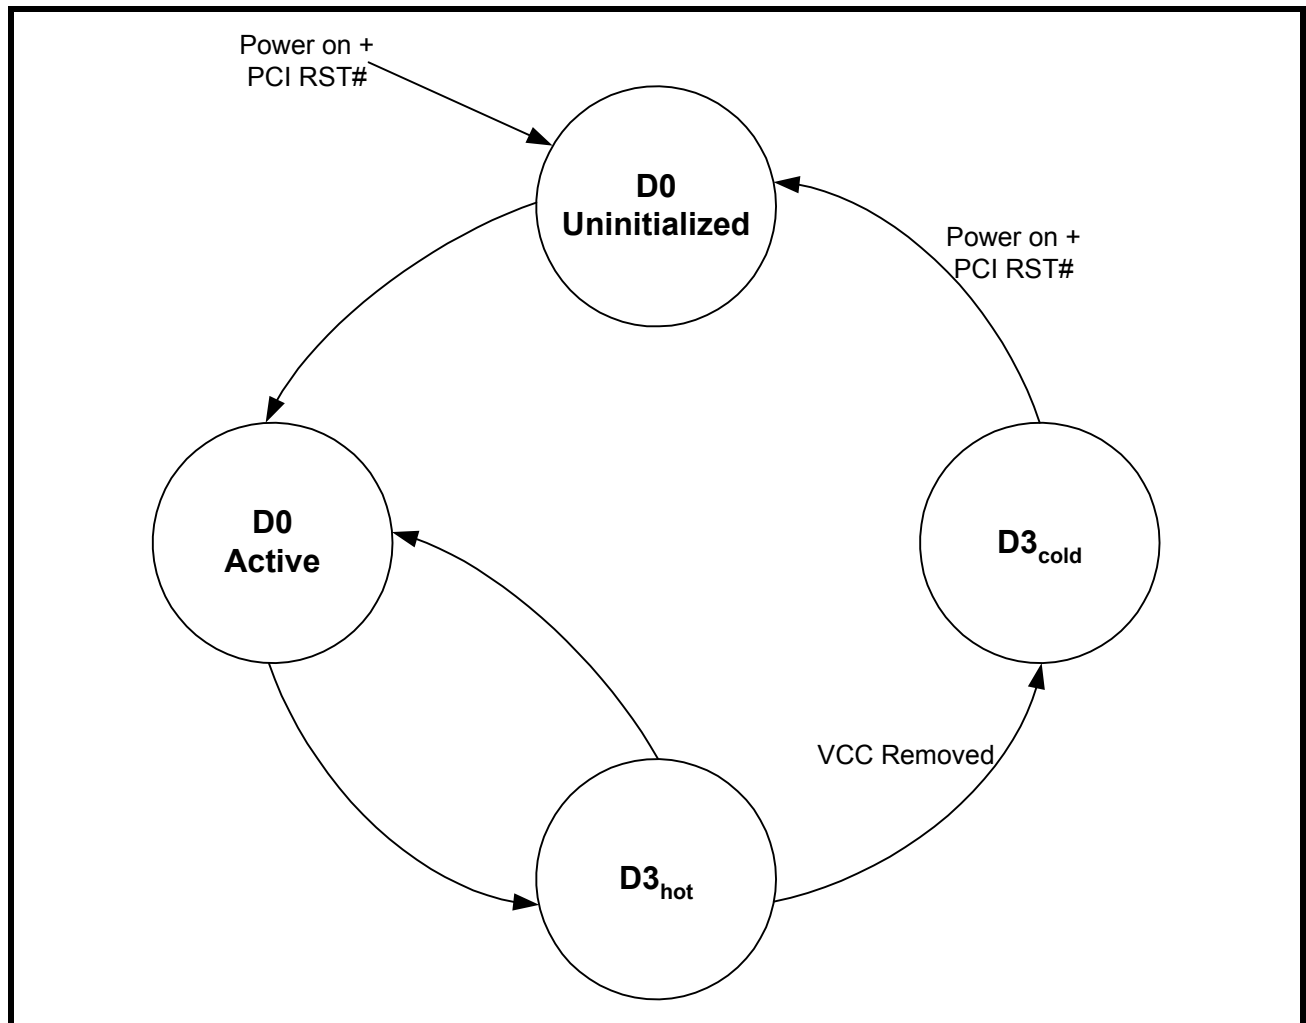 Power on +
PCI RST#
D0
Uninitialized
Power on +
PCI RST#
D0
Active
D3cold
VCC Removed
D3hot